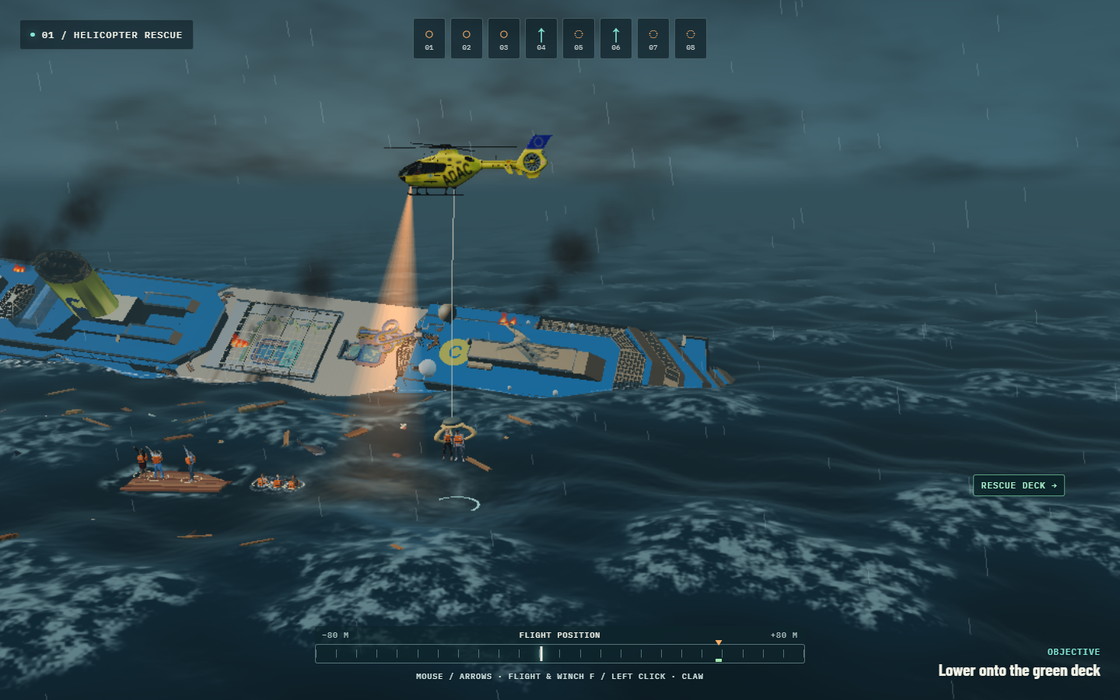 01 / HELICOPTER RESCUE
01 02 03 04 05 06 07 08
ADAC
C
RESCUE DECK →
−80 M FLIGHT POSITION +80 M
MOUSE / ARROWS · FLIGHT & WINCH F / LEFT CLICK · CLAW
OBJECTIVE
Lower onto the green deck